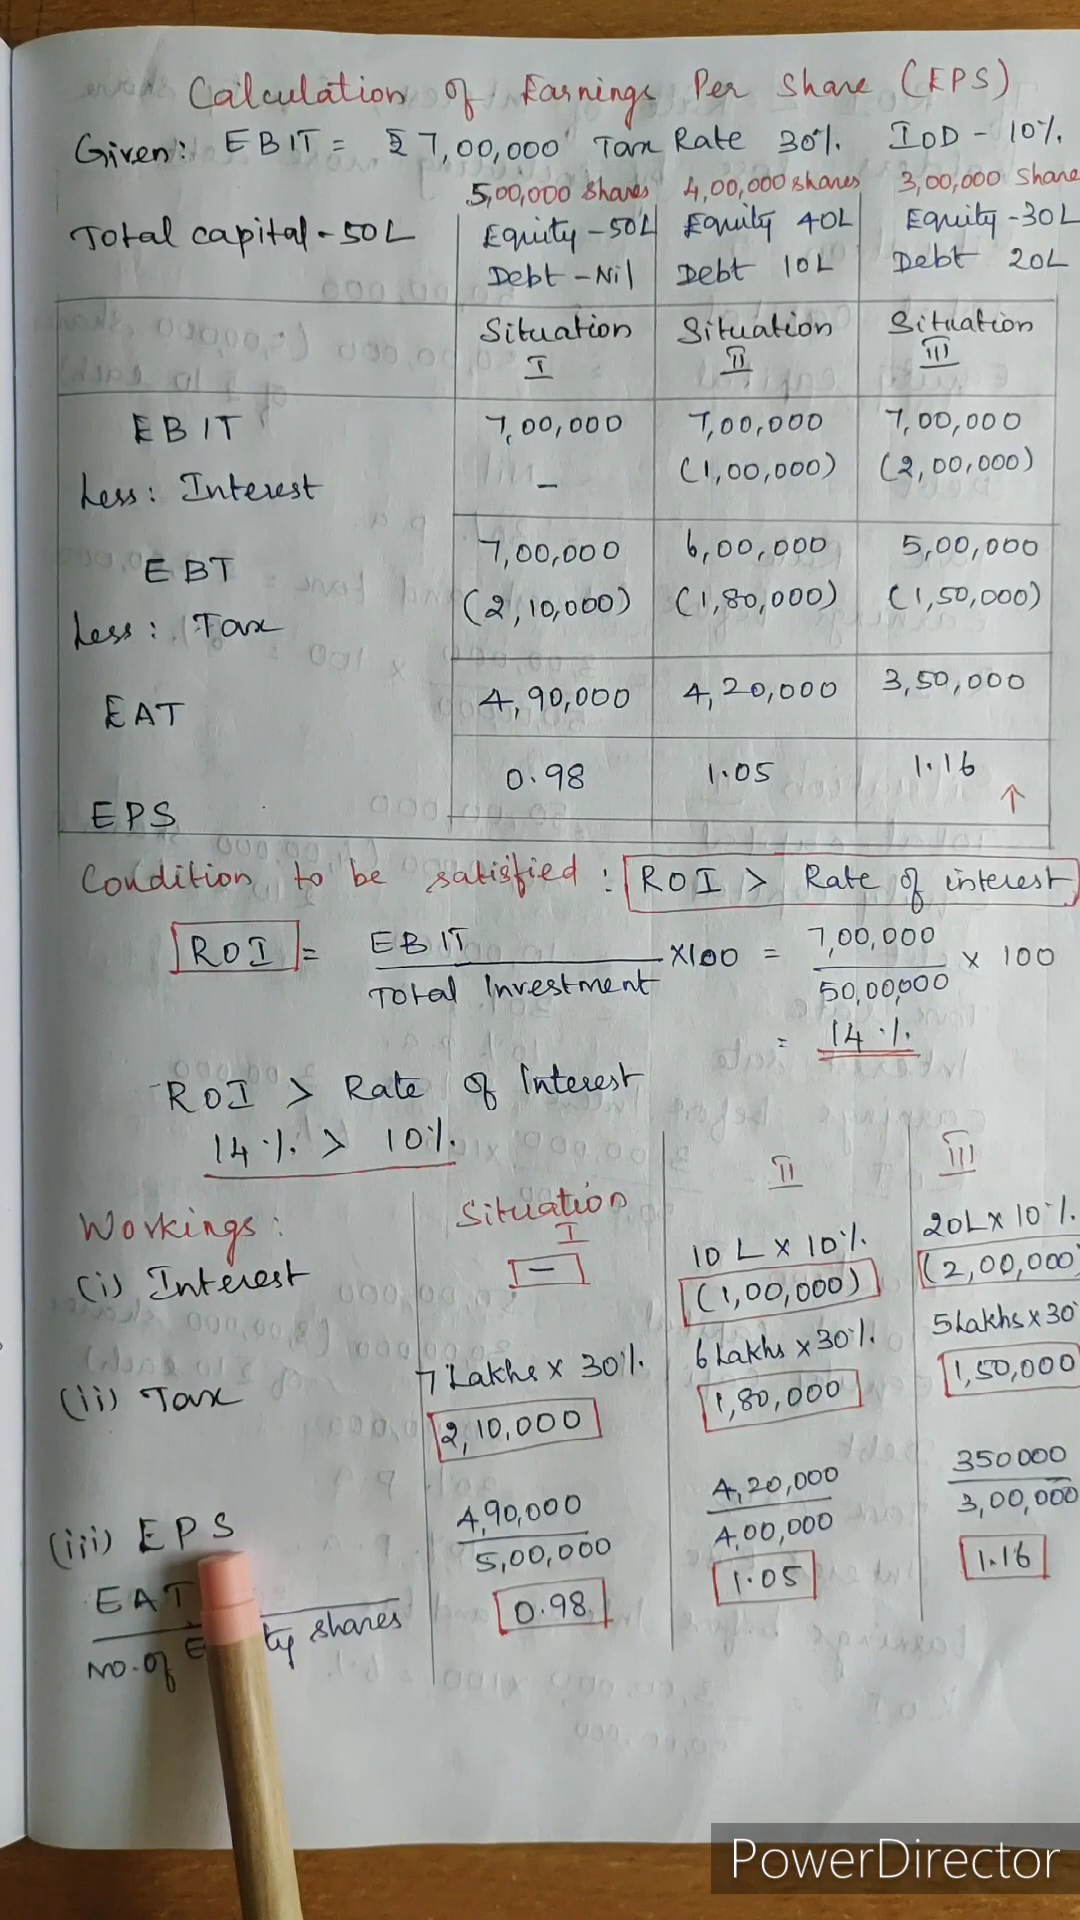 Calculation of Earnings Per Share (EPS)
Given: EBIT = ₹ 7,00,000 Tax Rate 30% IOD - 10%
5,00,000 shares 4,00,000 shares 3,00,000 Share
Total capital - 50L Equity - 50L Equity 40L Equity - 30L
Debt - Nil Debt 10L Debt 20L
Situation Situation Situation
I II III
EBIT 7,00,000 7,00,000 7,00,000
Less: Interest - (1,00,000) (2,00,000)
EBT 7,00,000 6,00,000 5,00,000
Less: Tax (2,10,000) (1,80,000) (1,50,000)
EAT 4,90,000 4,20,000 3,50,000
EPS 0.98 1.05 1.16 ↑
Condition to be satisfied: ROI > Rate of interest
ROI = EBIT / Total Investment × 100 = 7,00,000 / 50,00,000 × 100
= 14%
ROI > Rate of Interest
14% > 10%
Workings: Situation I II III
(i) Interest - 10 L × 10% 20L × 10%
(1,00,000) (2,00,000)
(ii) Tax 7 Lakhs × 30% 6 Lakhs × 30% 5 Lakhs × 30
2,10,000 1,80,000 1,50,000
(iii) EPS 4,90,000 / 5,00,000 4,20,000 / 4,00,000 350000 / 3,00,000
EAT
No. of shares 0.98 1.05 1.16
PowerDirector